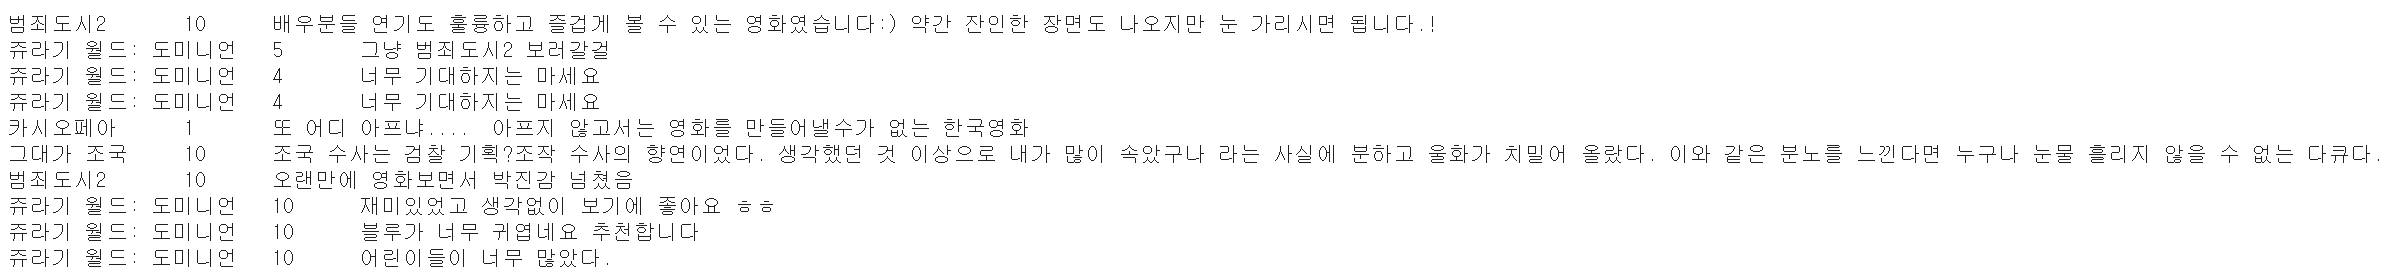 범죄도시2 10 배우분들 연기도 훌륭하고 즐겁게 볼 수 있는 영화였습니다:) 약간 잔인한 장면도 나오지만 눈 가리시면 됩니다.!
쥬라기 월드: 도미니언 5 그냥 범죄도시2 보러갈걸
쥬라기 월드: 도미니언 4 너무 기대하지는 마세요
쥬라기 월드: 도미니언 4 너무 기대하지는 마세요
카시오페아 1 또 어디 아프냐.... 아프지 않고서는 영화를 만들어낼수가 없는 한국영화
그대가 조국 10 조국 수사는 검찰 기획?조작 수사의 향연이었다. 생각했던 것 이상으로 내가 많이 속았구나 라는 사실에 분하고 울화가 치밀어 올랐다. 이와 같은 분노를 느낀다면 누구나 눈물 흘리지 않을 수 없는 다큐다.
범죄도시2 10 오랜만에 영화보면서 박진감 넘쳤음
쥬라기 월드: 도미니언 10 재미있었고 생각없이 보기에 좋아요 ㅎㅎ
쥬라기 월드: 도미니언 10 블루가 너무 귀엽네요 추천합니다
쥬라기 월드: 도미니언 10 어린이들이 너무 많았다.